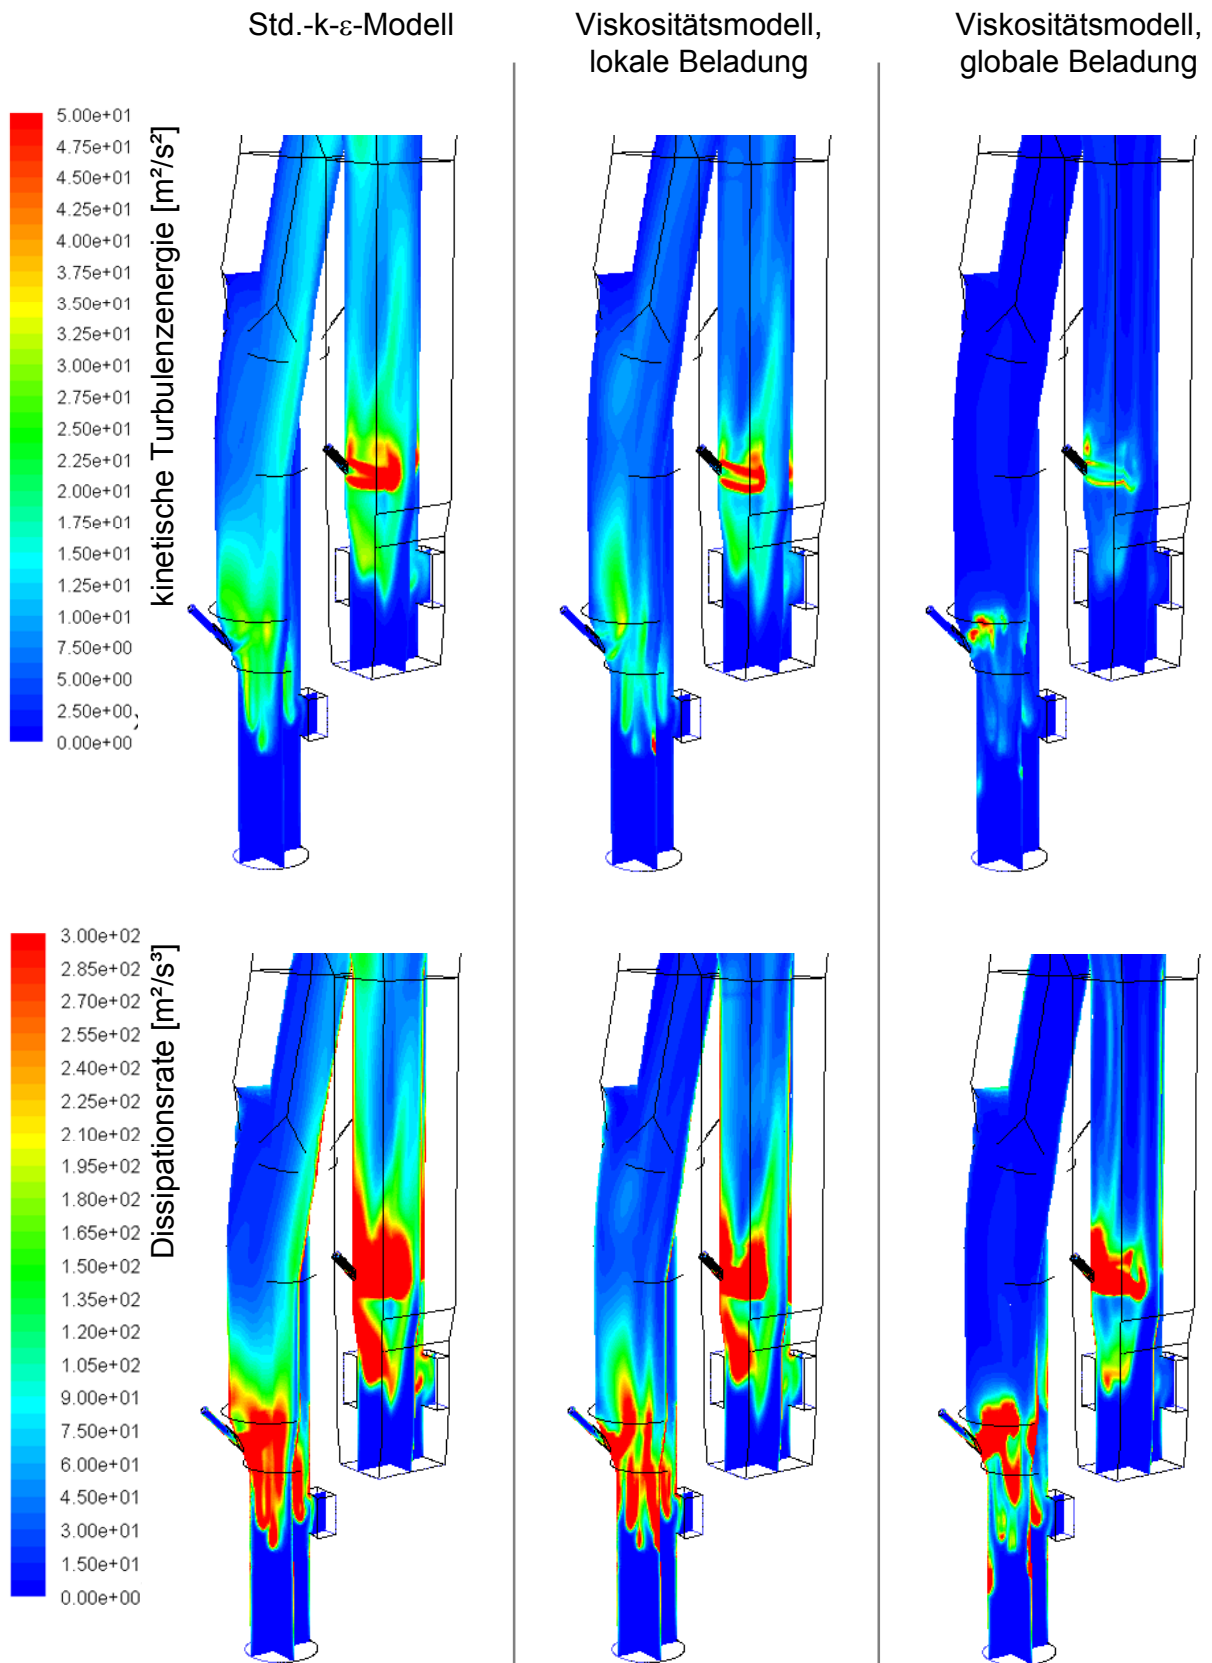 Std.-k-ε-Modell
Viskositätsmodell,
lokale Beladung
Viskositätsmodell,
globale Beladung
kinetische Turbulenzenergie [m²/s²]
5.00e+01
4.75e+01
4.50e+01
4.25e+01
4.00e+01
3.75e+01
3.50e+01
3.25e+01
3.00e+01
2.75e+01
2.50e+01
2.25e+01
2.00e+01
1.75e+01
1.50e+01
1.25e+01
1.00e+01
7.50e+00
5.00e+00
2.50e+00
0.00e+00
Dissipationsrate [m²/s³]
3.00e+02
2.85e+02
2.70e+02
2.55e+02
2.40e+02
2.25e+02
2.10e+02
1.95e+02
1.80e+02
1.65e+02
1.50e+02
1.35e+02
1.20e+02
1.05e+02
9.00e+01
7.50e+01
6.00e+01
4.50e+01
3.00e+01
1.50e+01
0.00e+00